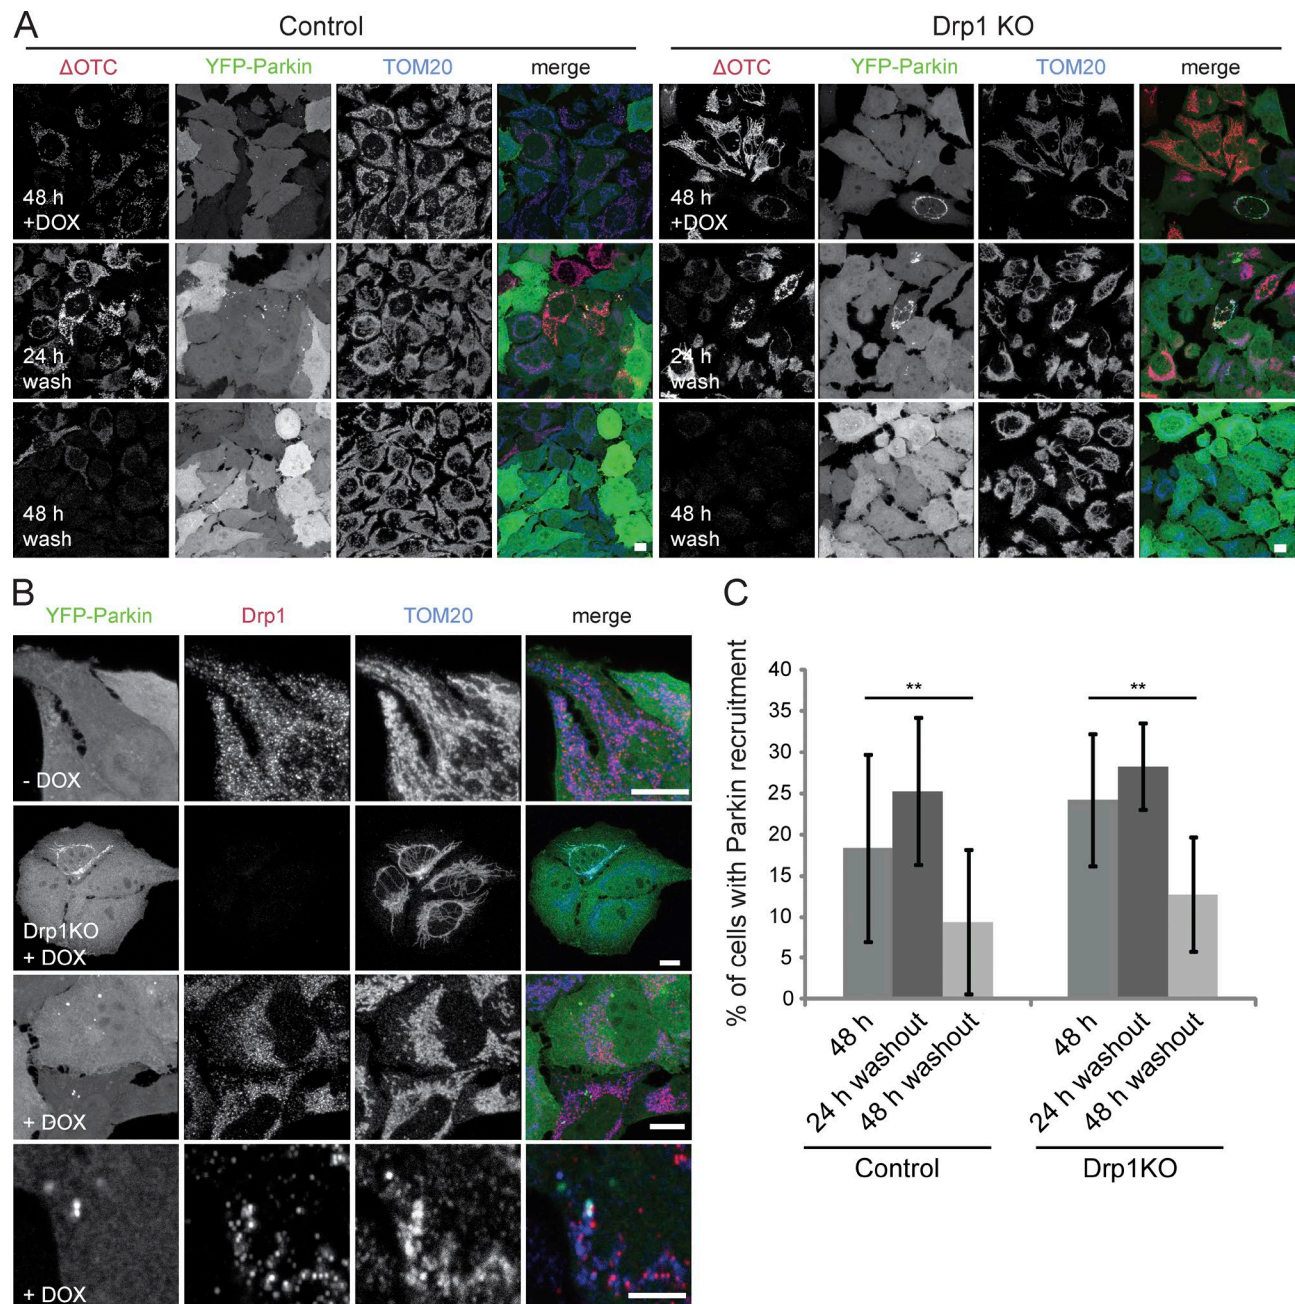 A
Control
Drp1 KO
ΔOTC YFP-Parkin TOM20 merge ΔOTC YFP-Parkin TOM20 merge
48 h
+DOX
48 h
+DOX
24 h
wash
24 h
wash
48 h
wash
48 h
wash
B
YFP-Parkin Drp1 TOM20 merge
- DOX
Drp1KO
+ DOX
+ DOX
+ DOX
C
% of cells with Parkin recruitment
40
35
30
25
20
15
10
5
0
**
**
48 h
24 h washout
48 h washout
48 h
24 h washout
48 h washout
Control
Drp1KO